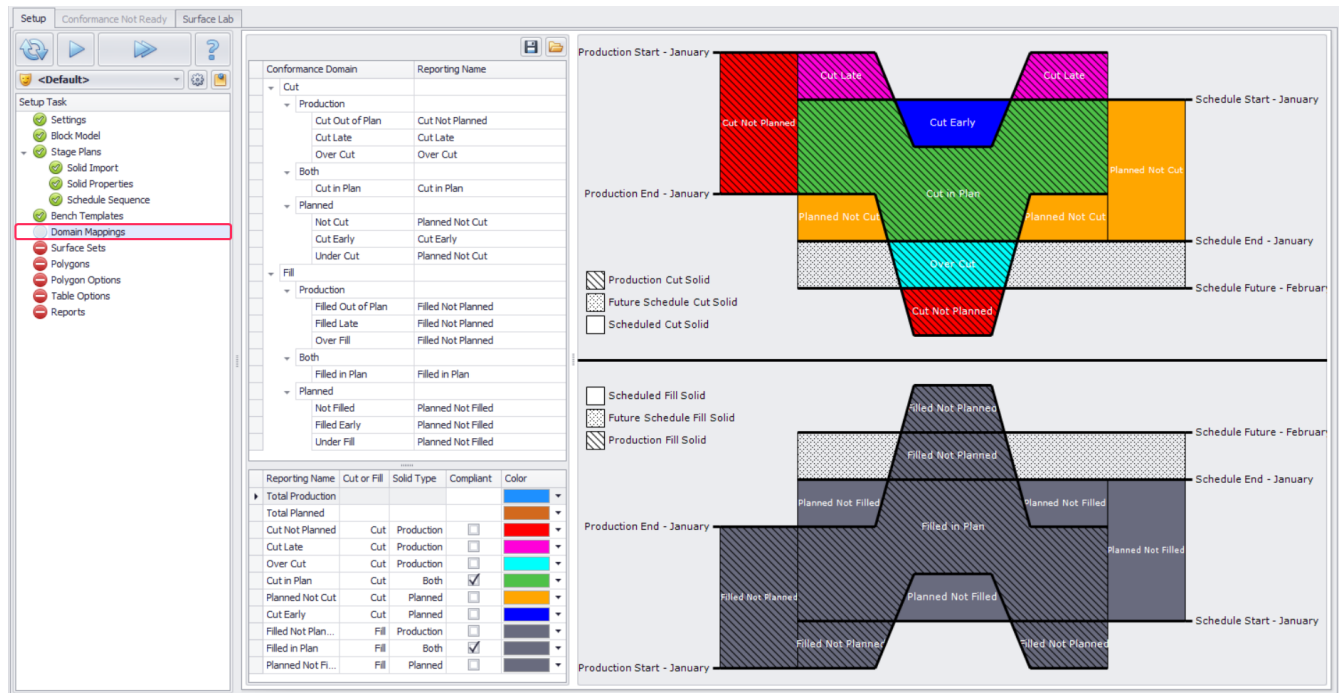 Setup Conformance Not Ready Surface Lab
<Default>
Setup Task
Settings
Block Model
Stage Plans
Solid Import
Solid Properties
Schedule Sequence
Bench Templates
Domain Mappings
Surface Sets
Polygons
Polygon Options
Table Options
Reports
Conformance Domain Reporting Name
Cut
Production
Cut Out of Plan Cut Not Planned
Cut Late Cut Late
Over Cut Over Cut
Both
Cut in Plan Cut in Plan
Planned
Not Cut Planned Not Cut
Cut Early Cut Early
Under Cut Planned Not Cut
Fill
Production
Filled Out of Plan Filled Not Planned
Filled Late Filled Not Planned
Over Fill Filled Not Planned
Both
Filled in Plan Filled in Plan
Planned
Not Filled Planned Not Filled
Filled Early Planned Not Filled
Under Fill Planned Not Filled
Reporting Name Cut or Fill Solid Type Compliant Color
Total Production
Total Planned
Cut Not Planned Cut Production
Cut Late Cut Production
Over Cut Cut Production
Cut in Plan Cut Both
Planned Not Cut Cut Planned
Cut Early Cut Planned
Filled Not Plan... Fill Production
Filled in Plan Fill Both
Planned Not Fi... Fill Planned
Production Start - January
Cut Late Cut Late
Schedule Start - January
Cut Not Planned Cut Early
Planned Not Cut
Production End - January Cut in Plan
Planned Not Cut Planned Not Cut
Schedule End - January
Over Cut
Production Cut Solid
Schedule Future - Februar
Future Schedule Cut Solid
Cut Not Planned
Scheduled Cut Solid
Scheduled Fill Solid
Filled Not Planned
Future Schedule Fill Solid
Schedule Future - Februar
Production Fill Solid
Filled Not Planned
Schedule End - January
Planned Not Filled Planned Not Filled
Production End - January Filled in Plan
Planned Not Filled
Filled Not Planned Planned Not Filled
Schedule Start - January
Filled Not Planned Filled Not Planned
Production Start - January